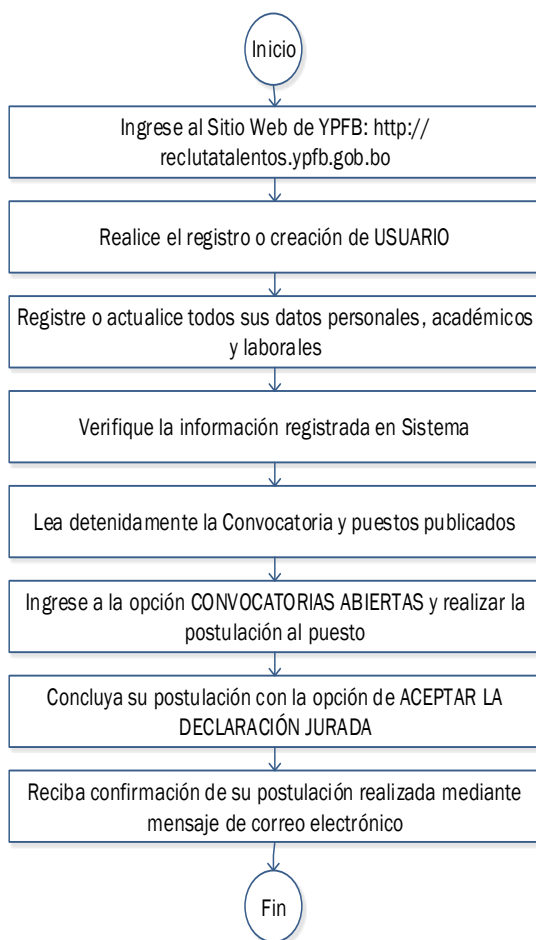 Inicio
Ingrese al Sitio Web de YPFB: http://
reclutatalentos.ypfb.gob.bo
Realice el registro o creación de USUARIO
Registre o actualice todos sus datos personales, académicos
y laborales
Verifique la información registrada en Sistema
Lea detenidamente la Convocatoria y puestos publicados
Ingrese a la opción CONVOCATORIAS ABIERTAS y realizar la
postulación al puesto
Concluya su postulación con la opción de ACEPTAR LA
DECLARACIÓN JURADA
Reciba confirmación de su postulación realizada mediante
mensaje de correo electrónico
Fin